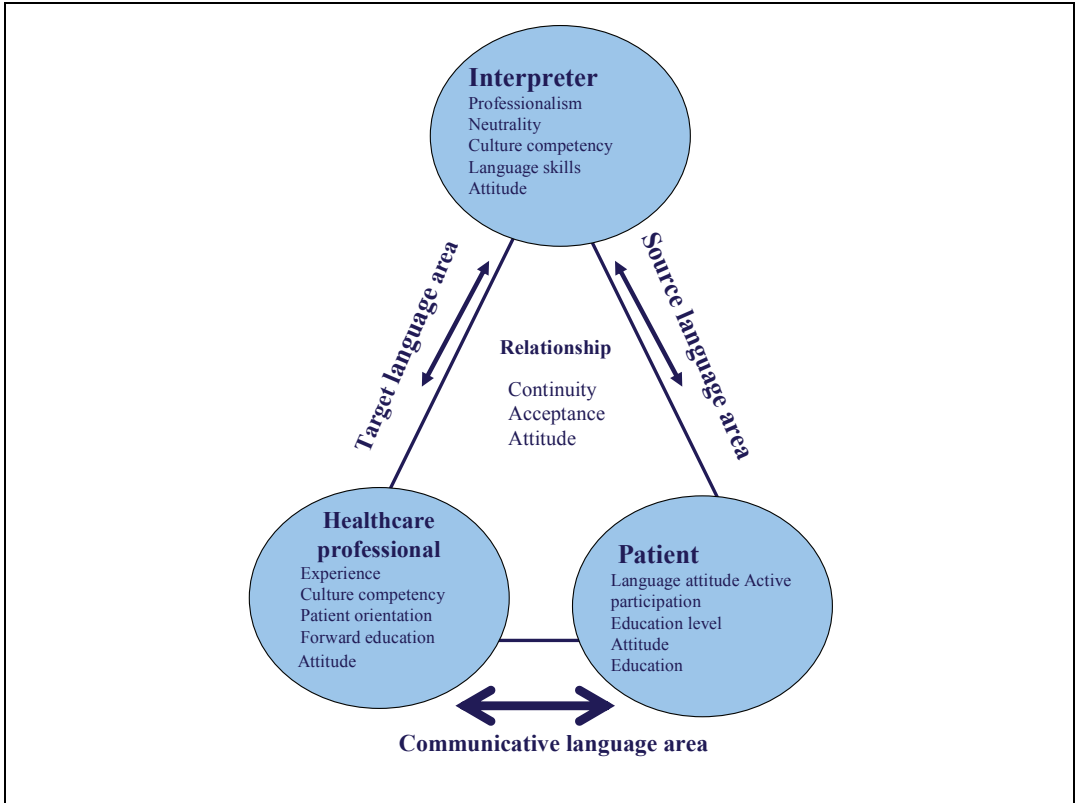 Interpreter
Professionalism
Neutrality
Culture competency
Language skills
Attitude
Target language area
Source language area
Relationship
Continuity
Acceptance
Attitude
Healthcare
professional
Experience
Culture competency
Patient orientation
Forward education
Attitude
Patient
Language attitude Active
participation
Education level
Attitude
Education
Communicative language area